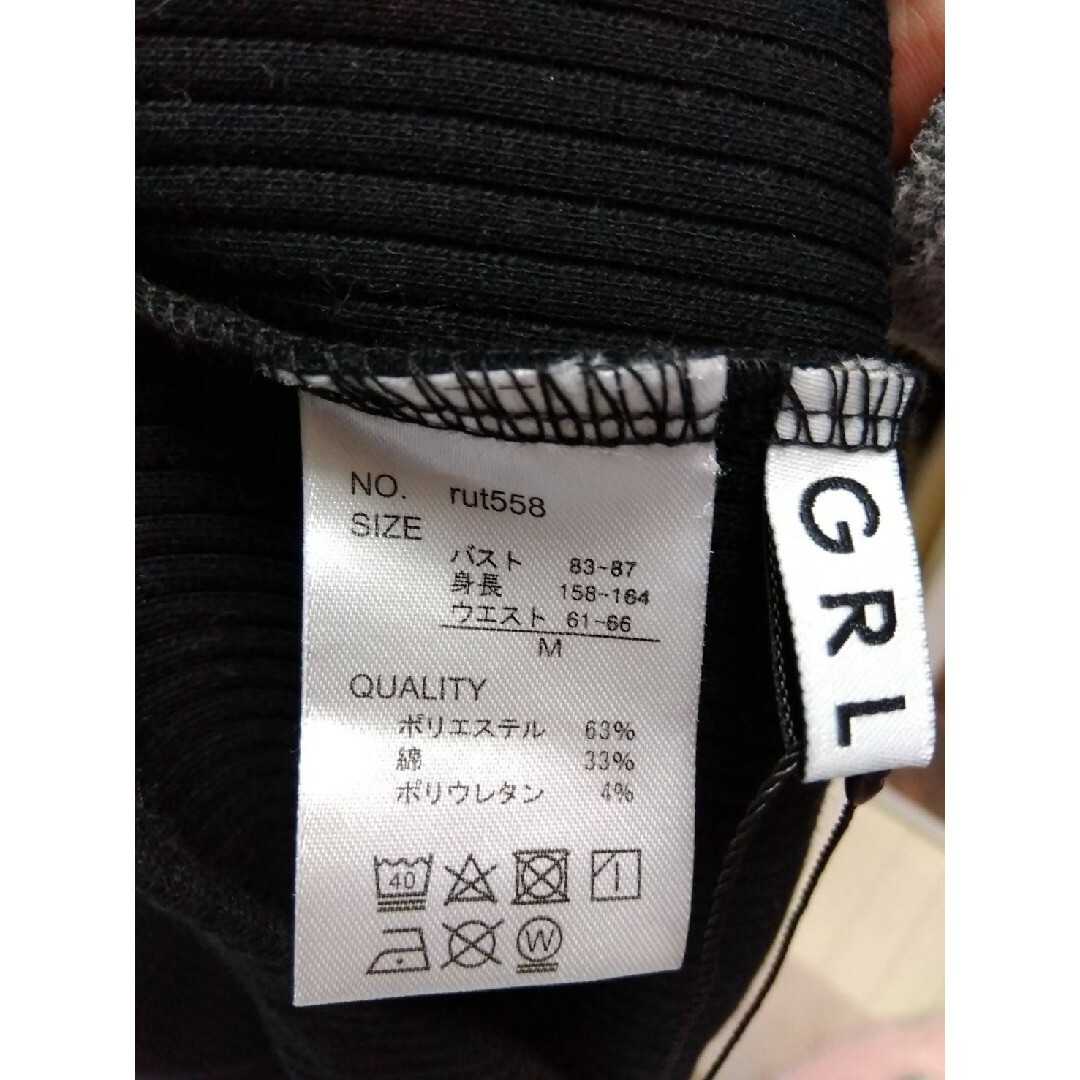 NO. rut558
SIZE
バスト 83~87
身長 158~164
ウエスト 61~66
M
QUALITY
ポリエステル 63%
綿 33%
ポリウレタン 4%
40
W
GRL